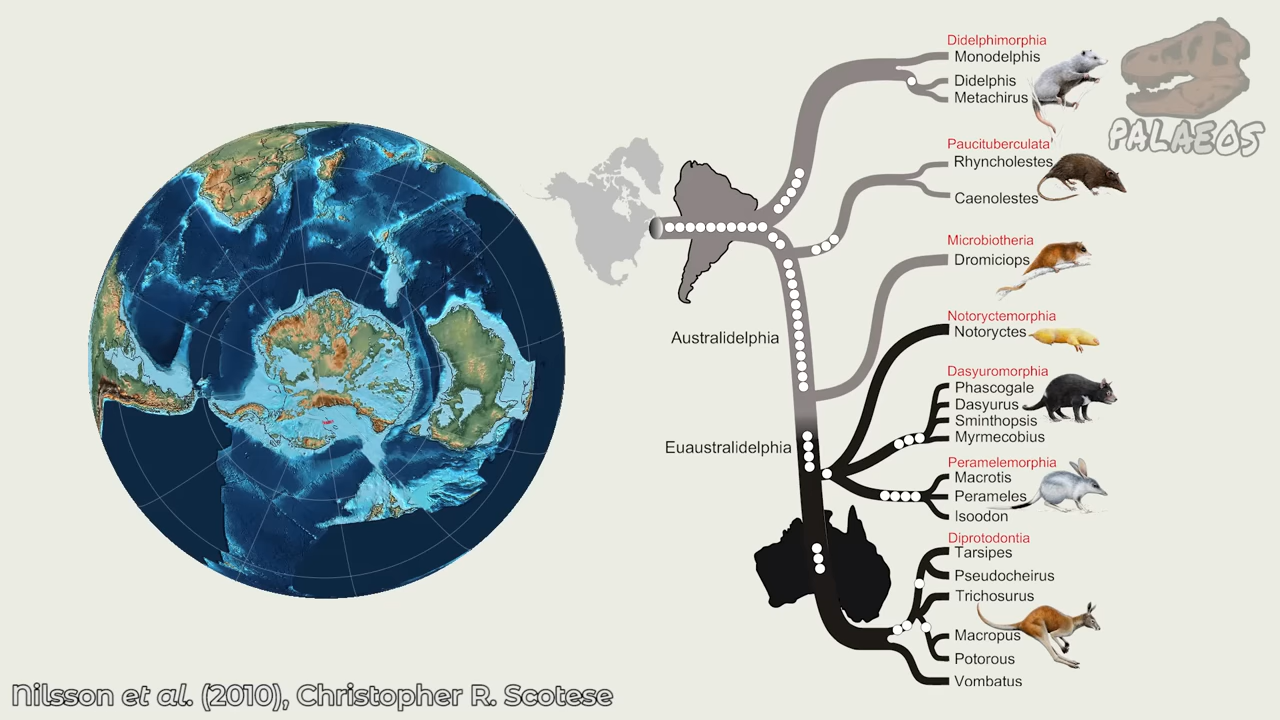 PALAEOS
Didelphimorphia
Monodelphis
Didelphis
Metachirus
Paucituberculata
Rhyncholestes
Caenolestes
Microbiotheria
Dromiciops
Notoryctemorphia
Notoryctes
Dasyuromorphia
Phascogale
Dasyurus
Sminthopsis
Myrmecobius
Peramelemorphia
Macrotis
Perameles
Isoodon
Diprotodontia
Tarsipes
Pseudocheirus
Trichosurus
Macropus
Potorous
Vombatus
Australidelphia
Euaustralidelphia
Nilsson et al. (2010), Christopher R. Scotese